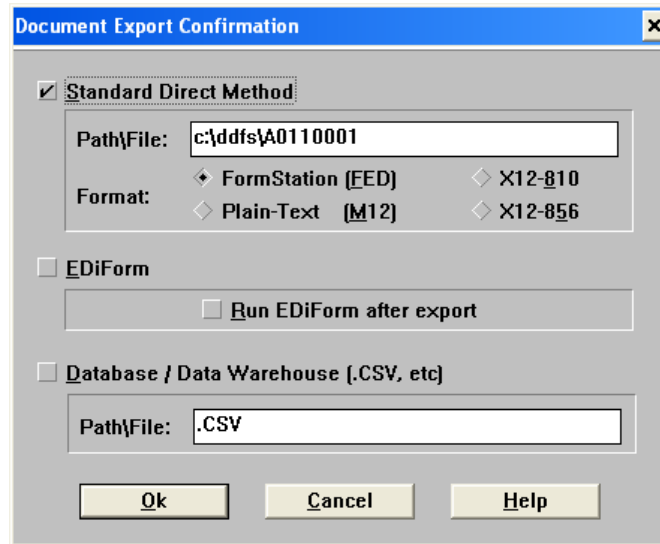 Document Export Confirmation
Standard Direct Method
Path\File: c:\ddfs\A0110001
Format: FormStation (FED) X12-810
Plain-Text (M12) X12-856
EDiForm
Run EDiForm after export
Database / Data Warehouse (.CSV, etc)
Path\File: .CSV
Ok Cancel Help